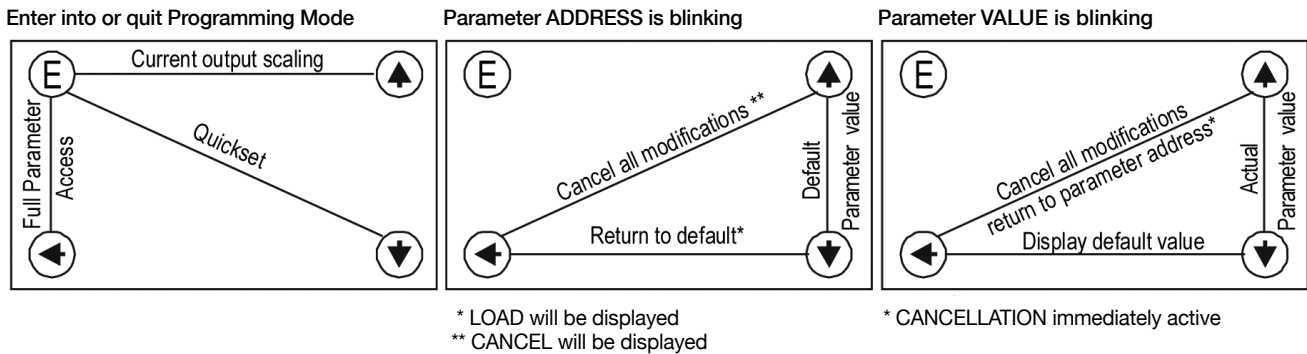 Enter into or quit Programming Mode
E
Current output scaling
Full Parameter
Access
Quickset
Parameter ADDRESS is blinking
E
Cancel all modifications **
Default
Parameter value
Return to default*
* LOAD will be displayed
** CANCEL will be displayed
Parameter VALUE is blinking
E
Cancel all modifications
return to parameter address*
Actual
Parameter value
Display default value
* CANCELLATION immediately active